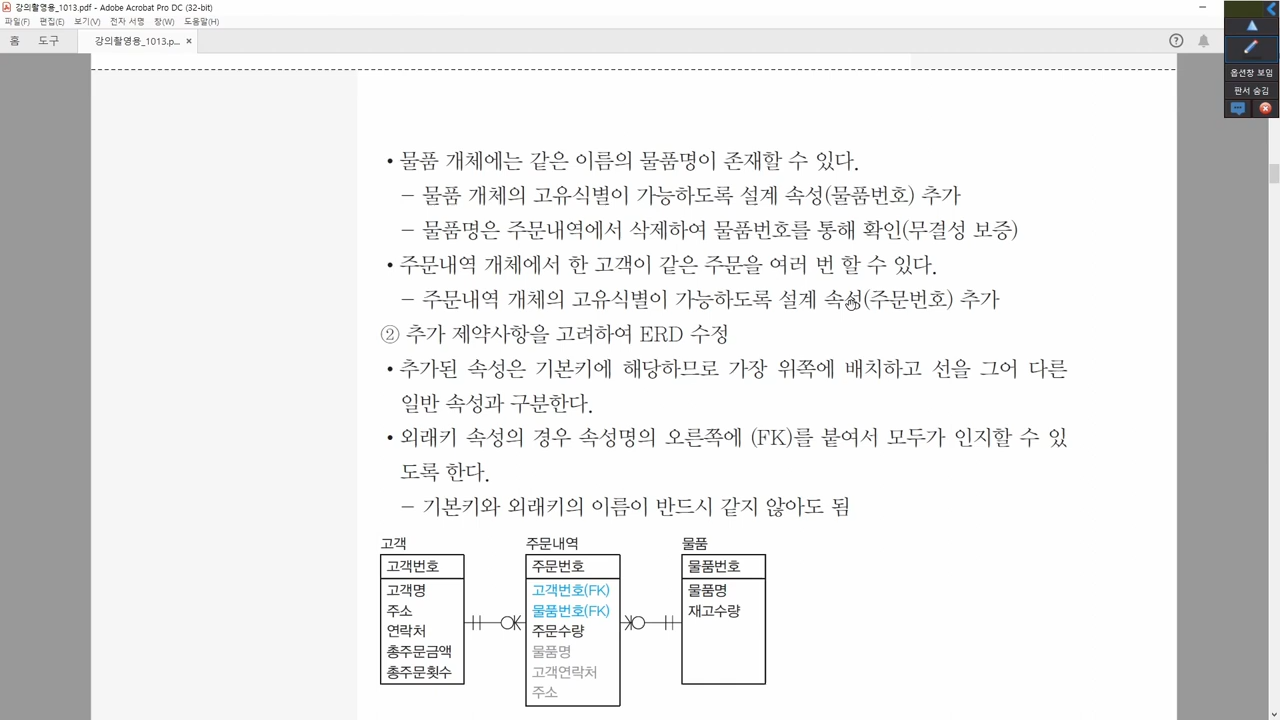 강의촬영용_1013.pdf - Adobe Acrobat Pro DC (32-bit)
파일(F) 편집(E) 보기(V) 전자 서명 창(W) 도움말(H)
홈 도구 강의촬영용_1013.p... ×
옵션창 보임
판서 숨김
• 물품 개체에는 같은 이름의 물품명이 존재할 수 있다.
– 물품 개체의 고유식별이 가능하도록 설계 속성(물품번호) 추가
– 물품명은 주문내역에서 삭제하여 물품번호를 통해 확인(무결성 보증)
• 주문내역 개체에서 한 고객이 같은 주문을 여러 번 할 수 있다.
– 주문내역 개체의 고유식별이 가능하도록 설계 속성(주문번호) 추가
② 추가 제약사항을 고려하여 ERD 수정
• 추가된 속성은 기본키에 해당하므로 가장 위쪽에 배치하고 선을 그어 다른
일반 속성과 구분한다.
• 외래키 속성의 경우 속성명의 오른쪽에 (FK)를 붙여서 모두가 인지할 수 있
도록 한다.
– 기본키와 외래키의 이름이 반드시 같지 않아도 됨
고객
고객번호
고객명
주소
연락처
총주문금액
총주문횟수
주문내역
주문번호
고객번호(FK)
물품번호(FK)
주문수량
물품명
고객연락처
주소
물품
물품번호
물품명
재고수량